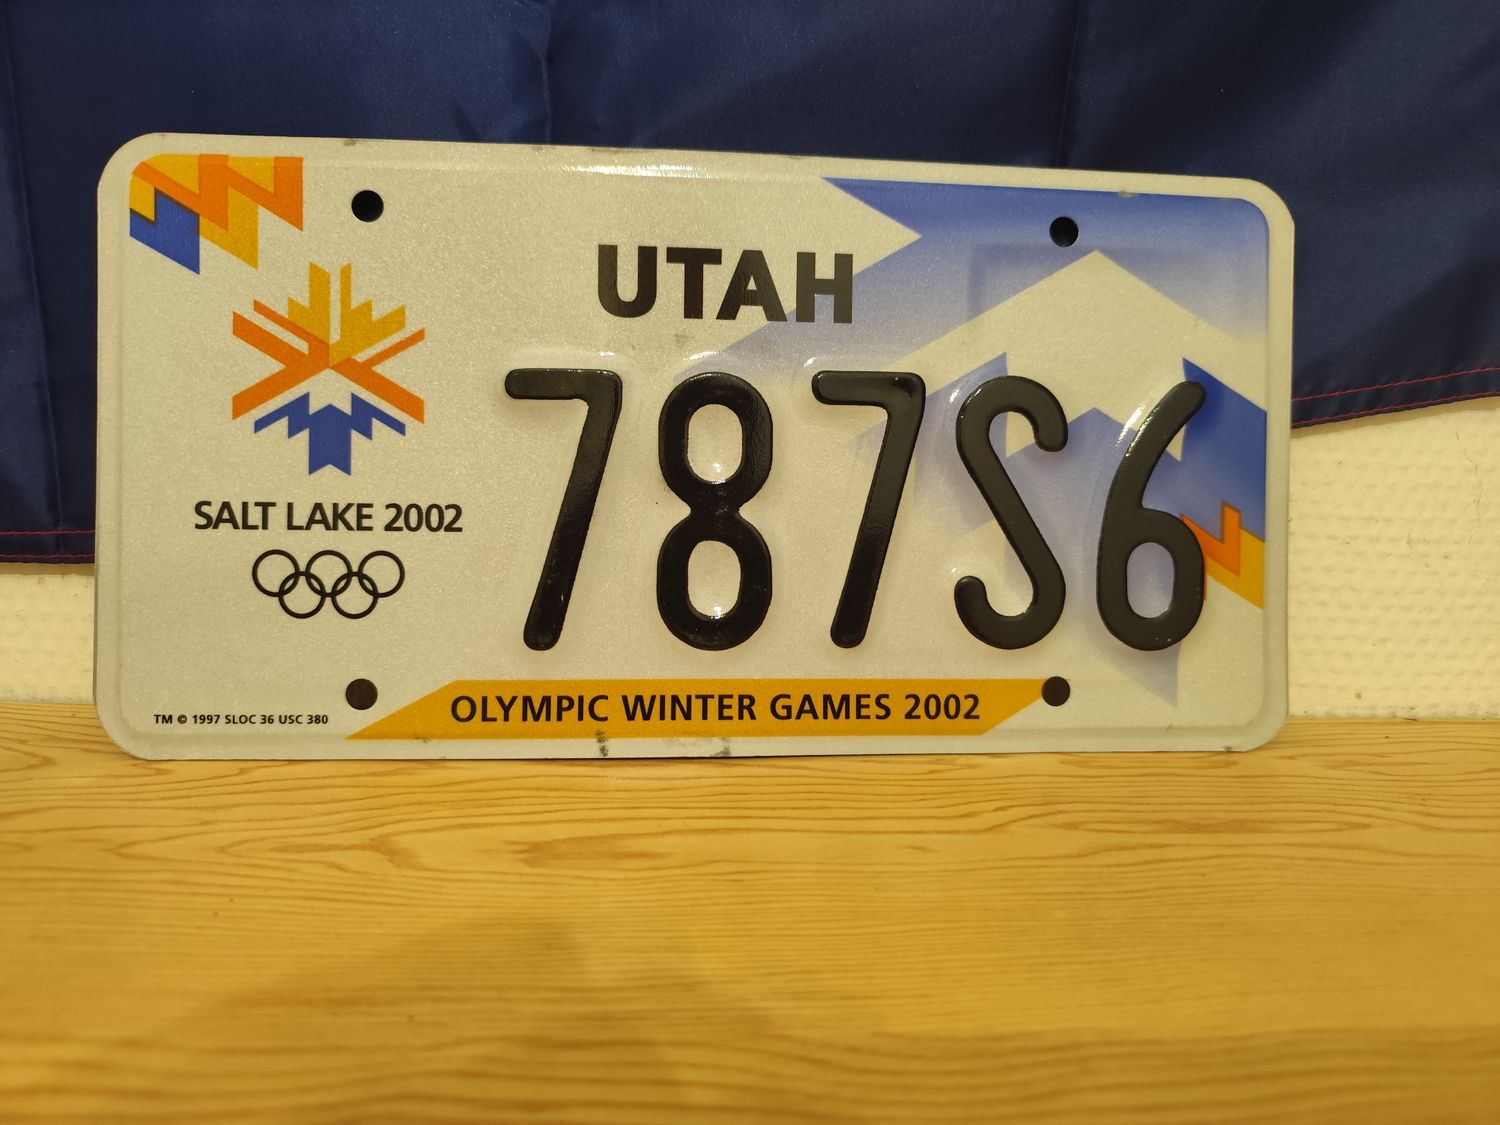 UTAH
787S6
SALT LAKE 2002
OLYMPIC WINTER GAMES 2002
TM © 1997 SLOC 36 USC 380